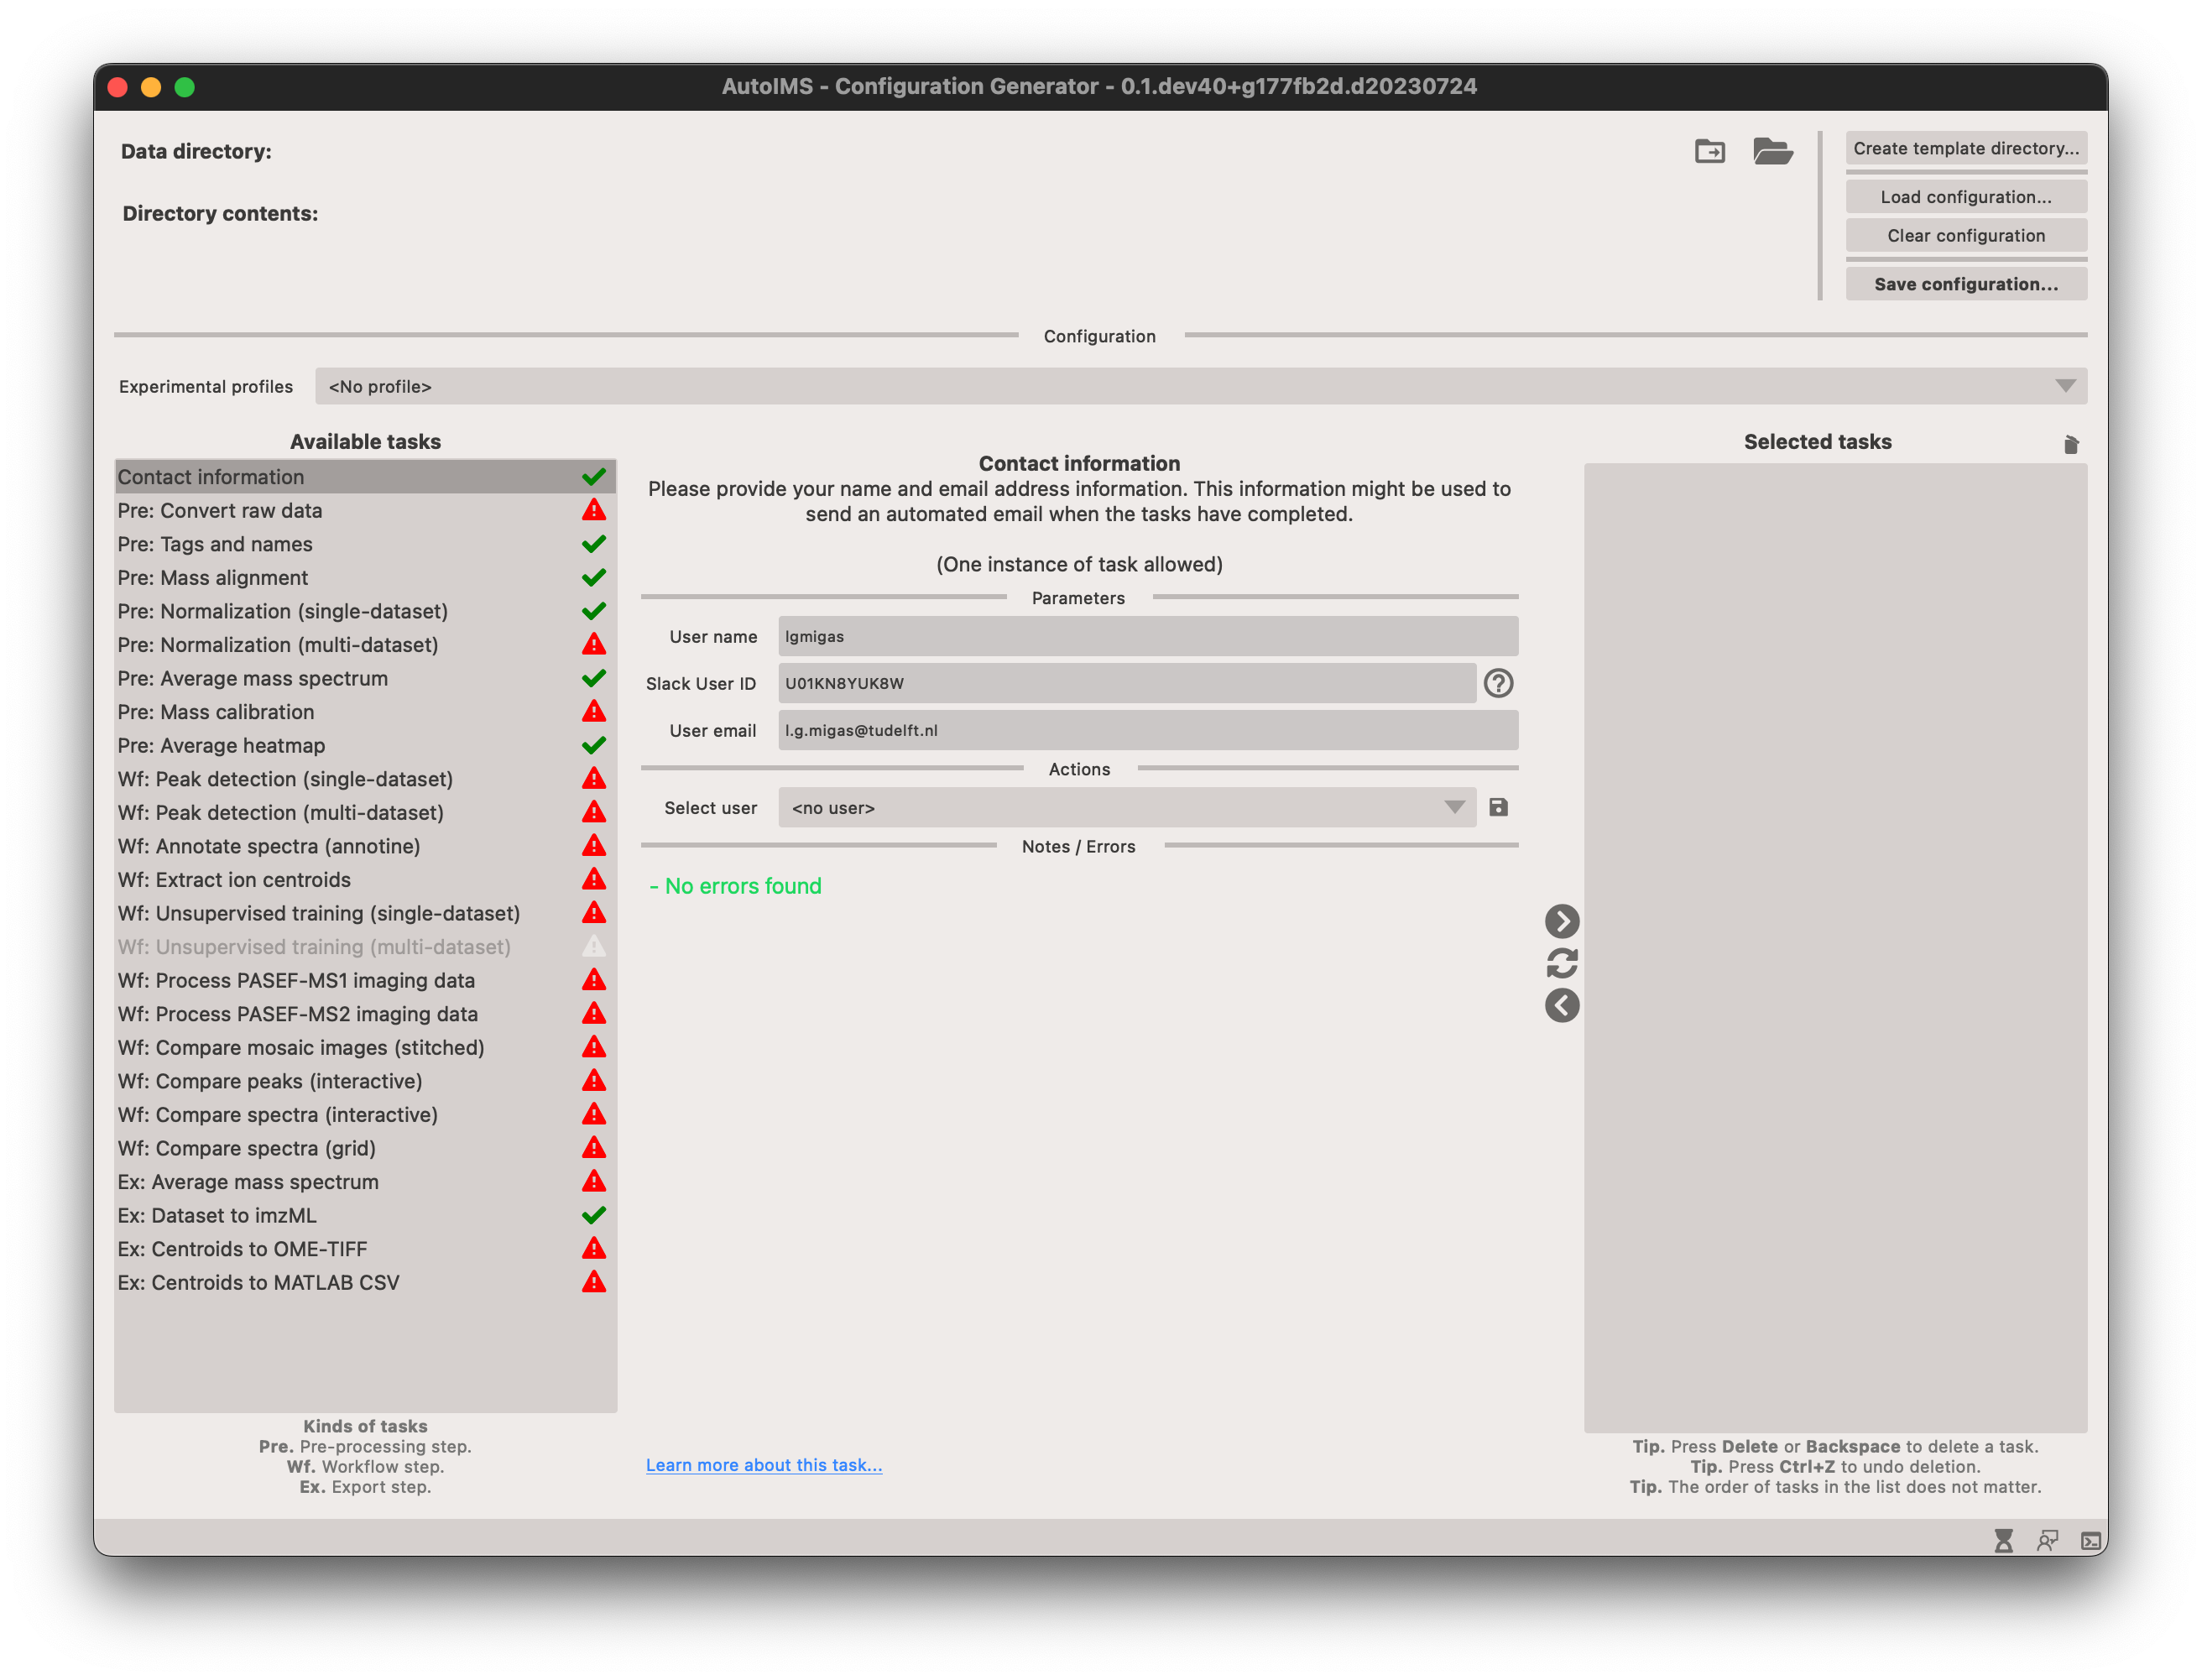 AutoIMS - Configuration Generator - 0.1.dev40+g177fb2d.d20230724
Data directory:
Create template directory...
Directory contents:
Load configuration...
Clear configuration
Save configuration...
Configuration
Experimental profiles
<No profile>
Available tasks
Contact information
Pre: Convert raw data
Pre: Tags and names
Pre: Mass alignment
Pre: Normalization (single-dataset)
Pre: Normalization (multi-dataset)
Pre: Average mass spectrum
Pre: Mass calibration
Pre: Average heatmap
Wf: Peak detection (single-dataset)
Wf: Peak detection (multi-dataset)
Wf: Annotate spectra (annotine)
Wf: Extract ion centroids
Wf: Unsupervised training (single-dataset)
Wf: Unsupervised training (multi-dataset)
Wf: Process PASEF-MS1 imaging data
Wf: Process PASEF-MS2 imaging data
Wf: Compare mosaic images (stitched)
Wf: Compare peaks (interactive)
Wf: Compare spectra (interactive)
Wf: Compare spectra (grid)
Ex: Average mass spectrum
Ex: Dataset to imzML
Ex: Centroids to OME-TIFF
Ex: Centroids to MATLAB CSV
Kinds of tasks
Pre. Pre-processing step.
Wf. Workflow step.
Ex. Export step.
Contact information
Please provide your name and email address information. This information might be used to
send an automated email when the tasks have completed.
(One instance of task allowed)
Parameters
User name
lgmigas
Slack User ID
U01KN8YUK8W
User email
l.g.migas@tudelft.nl
Actions
Select user
<no user>
Notes / Errors
- No errors found
Learn more about this task...
Selected tasks
Tip. Press Delete or Backspace to delete a task.
Tip. Press Ctrl+Z to undo deletion.
Tip. The order of tasks in the list does not matter.